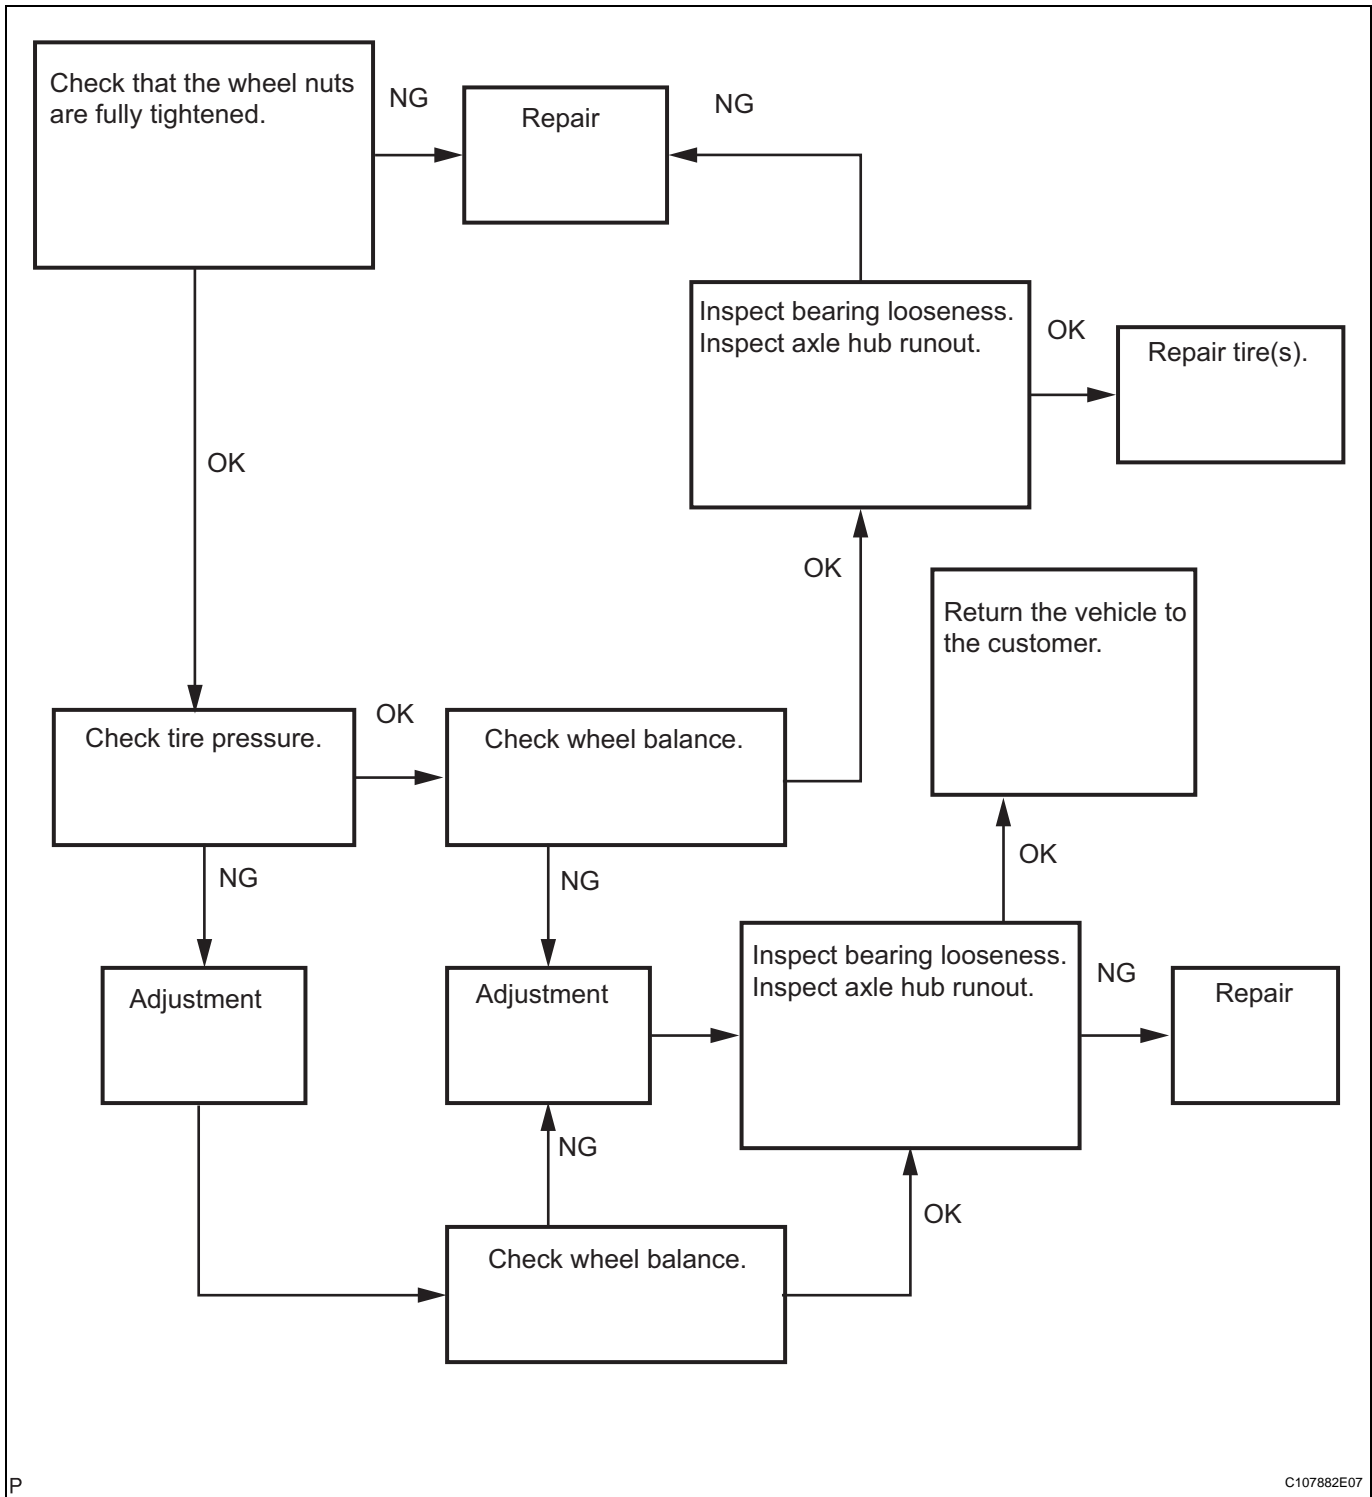 Check that the wheel nuts
are fully tightened.
NG
Repair
NG
Inspect bearing looseness.
Inspect axle hub runout.
OK
Repair tire(s).
OK
OK
Return the vehicle to
the customer.
Check tire pressure.
OK
Check wheel balance.
OK
NG
NG
Inspect bearing looseness.
Inspect axle hub runout.
NG
Repair
Adjustment
Adjustment
NG
OK
Check wheel balance.
P
C107882E07